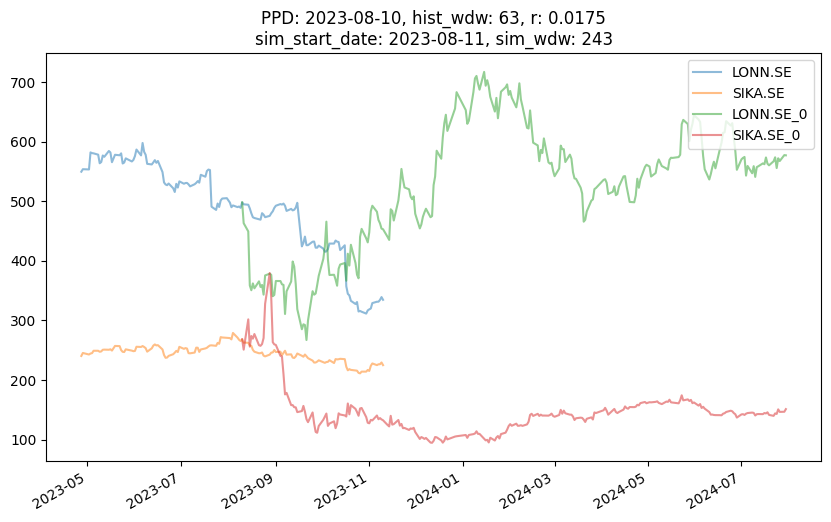 PPD: 2023-08-10, hist_wdw: 63, r: 0.0175
sim_start_date: 2023-08-11, sim_wdw: 243
LONN.SE
SIKA.SE
LONN.SE_0
SIKA.SE_0
700
600
500
400
300
200
100
2023-05
2023-07
2023-09
2023-11
2024-01
2024-03
2024-05
2024-07